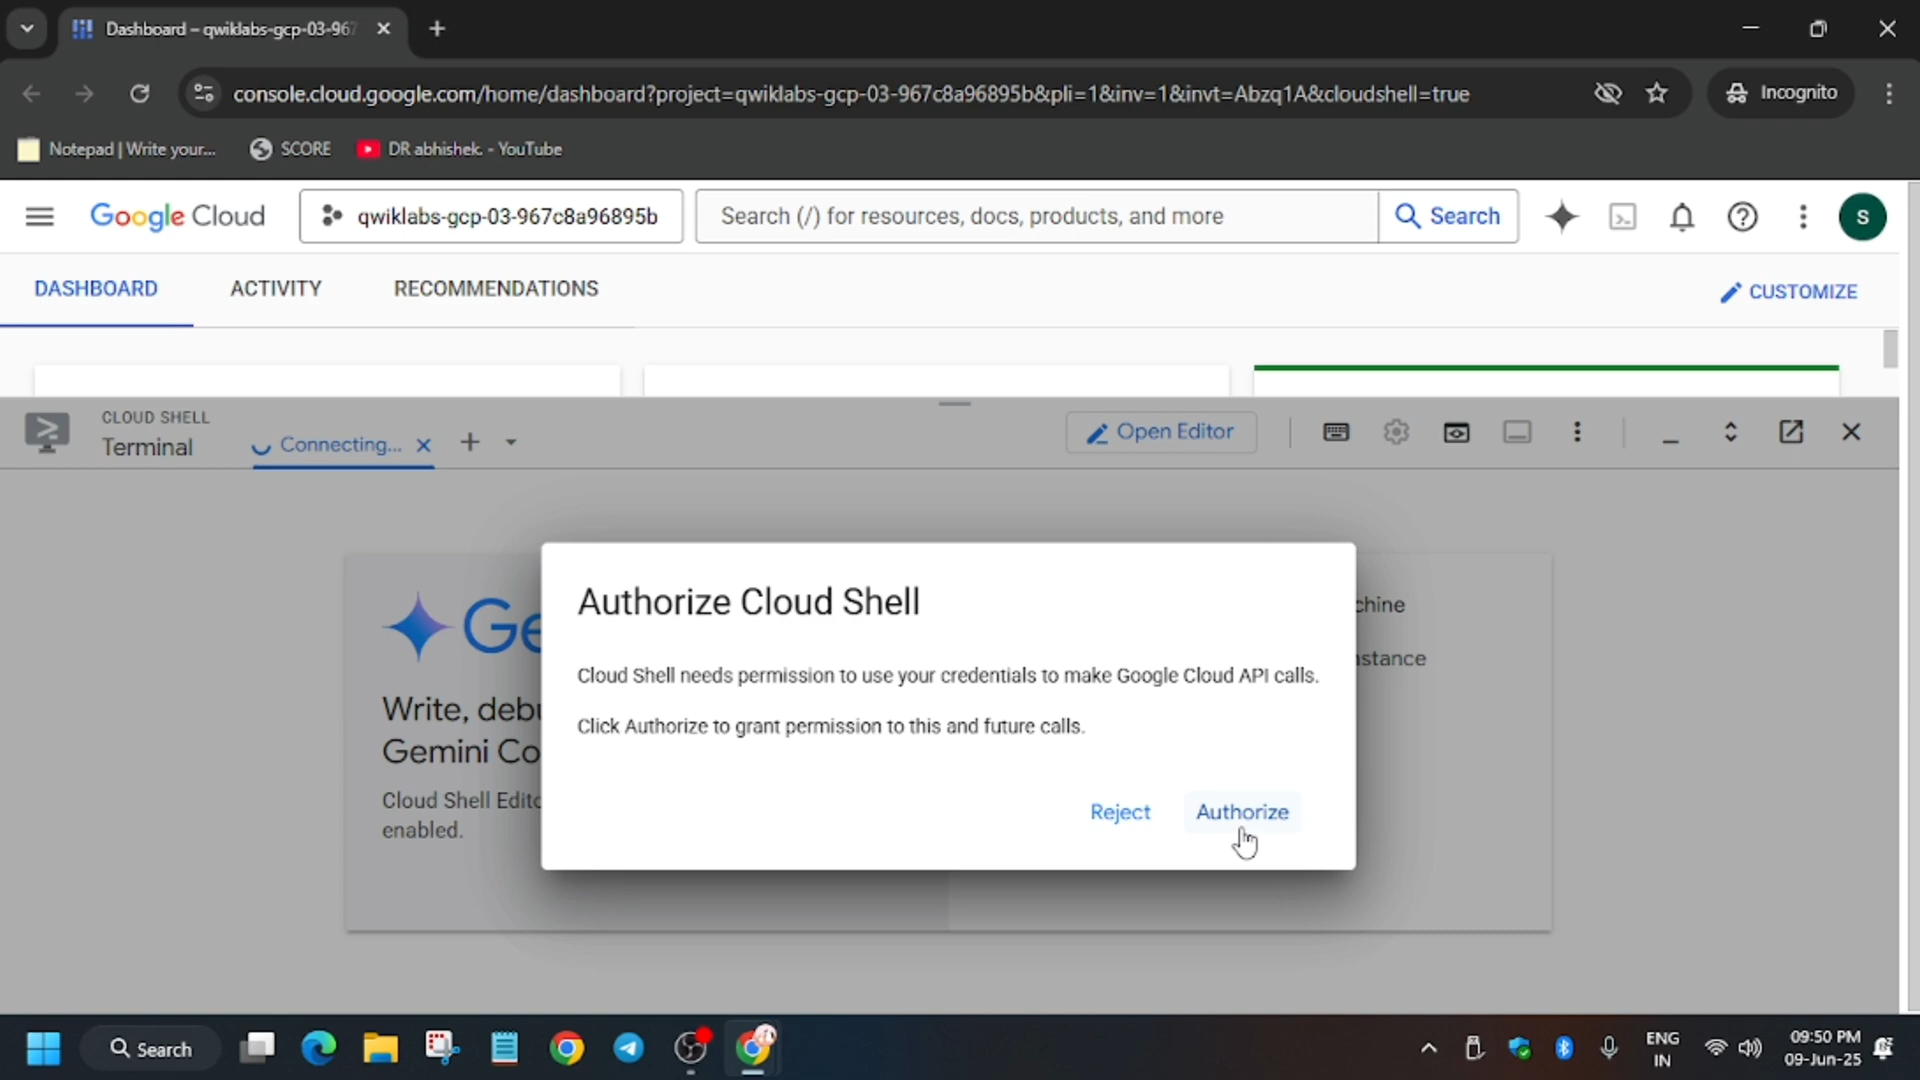 Dashboard – qwiklabs-gcp-03-967
console.cloud.google.com/home/dashboard?project=qwiklabs-gcp-03-967c8a96895b&pli=1&inv=1&invt=Abzq1A&cloudshell=true
Incognito
Notepad | Write your...
SCORE
DR abhishek. - YouTube
Google Cloud
qwiklabs-gcp-03-967c8a96895b
Search (/) for resources, docs, products, and more
Search
S
DASHBOARD
ACTIVITY
RECOMMENDATIONS
CUSTOMIZE
CLOUD SHELL
Terminal
Connecting...
Open Editor
Authorize Cloud Shell
Cloud Shell needs permission to use your credentials to make Google Cloud API calls.
Click Authorize to grant permission to this and future calls.
Reject
Authorize
Ge
Write, debu
Gemini Co
Cloud Shell Edito
enabled.
chine
stance
Search
ENG
IN
09:50 PM
09-Jun-25